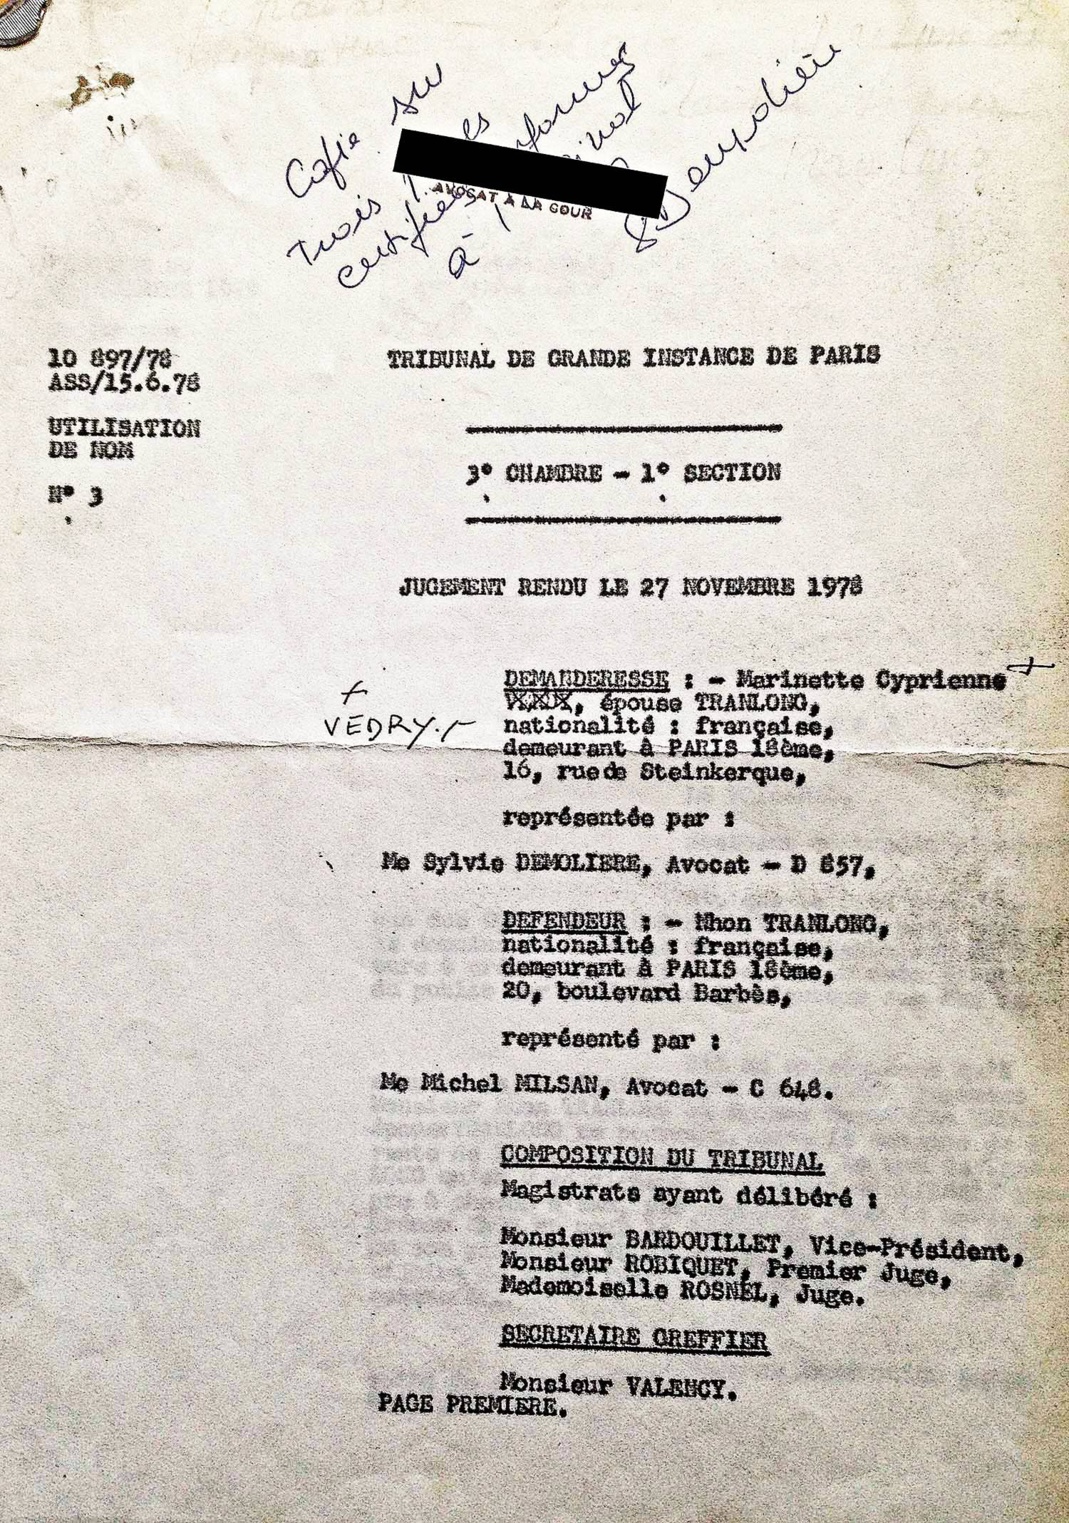 Copie sur
trois
certifiées conformes
à l'original
SDemolière
AVOCAT A LA COUR
10 897/78
ASS/15.6.78
UTILISATION
DE NOM
N° 3
TRIBUNAL DE GRANDE INSTANCE DE PARIS
3° CHAMBRE - 1° SECTION
JUGEMENT RENDU LE 27 NOVEMBRE 1978
DEMANDERESSE : - Marinette Cyprienne +
+
VEDRY./-
XXXX, épouse TRANLONG,
nationalité : française,
demeurant à PARIS 18ème,
16, rue de Steinkerque,
représentée par :
Me Sylvie DEMOLIERE, Avocat - D 857,
DEFENDEUR : - Nhon TRANLONG,
nationalité : française,
demeurant à PARIS 18ème,
20, boulevard Barbès,
représenté par :
Me Michel MILSAN, Avocat - C 648.
COMPOSITION DU TRIBUNAL
Magistrats ayant délibéré :
Monsieur BARDOUILLET, Vice-Président,
Monsieur ROBIQUET, Premier Juge,
Mademoiselle ROSNEL, Juge.
SECRETAIRE GREFFIER
Monsieur VALENCY.
PAGE PREMIERE.